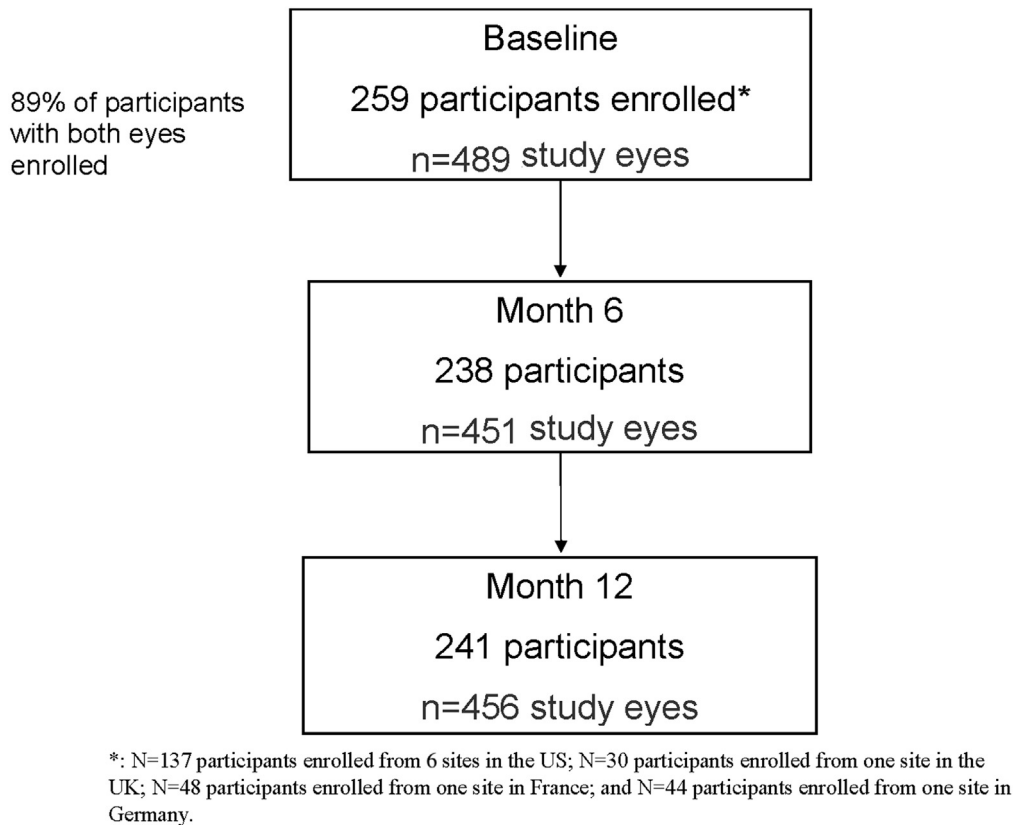 Baseline
259 participants enrolled*
n=489 study eyes
89% of participants
with both eyes
enrolled
Month 6
238 participants
n=451 study eyes
Month 12
241 participants
n=456 study eyes
*: N=137 participants enrolled from 6 sites in the US; N=30 participants enrolled from one site in the
UK; N=48 participants enrolled from one site in France; and N=44 participants enrolled from one site in
Germany.